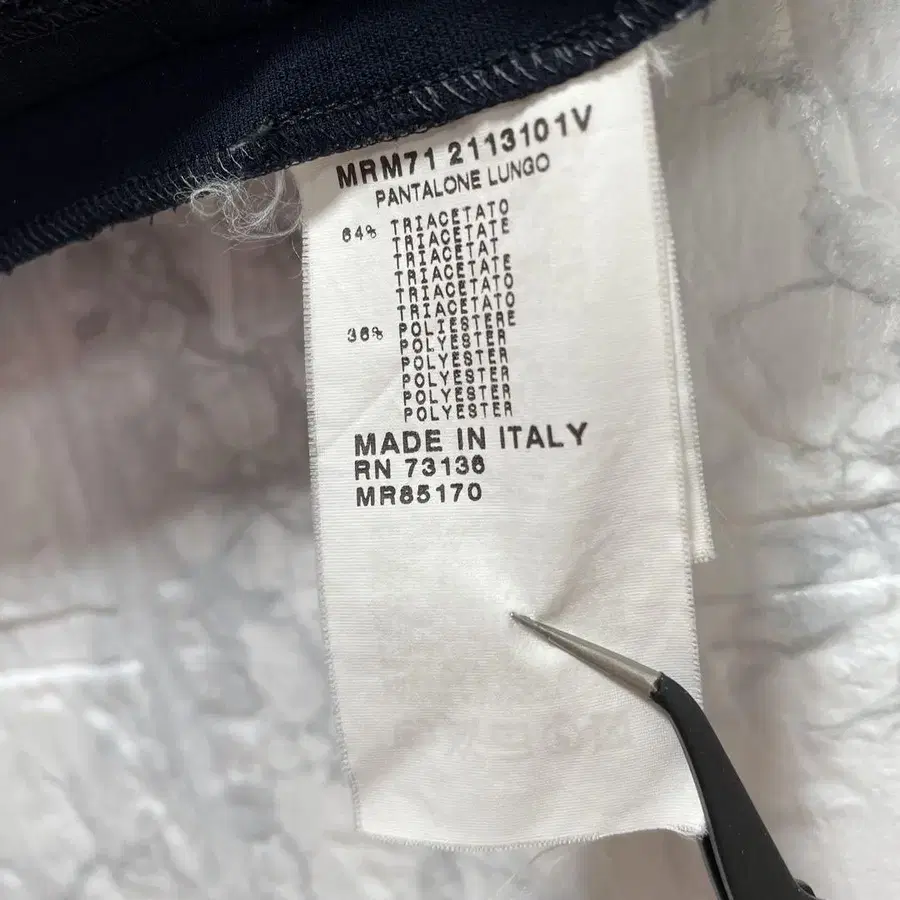 MRM71 2113101V
PANTALONE LUNGO
64% TRIACETATO
TRIACETATE
TRIACETAT
TRIACETATE
TRIACETATO
TRIACETATO
36% POLIESTERE
POLYESTER
POLYESTER
POLYESTER
POLYESTER
POLYESTER
MADE IN ITALY
RN 73136
MR85170